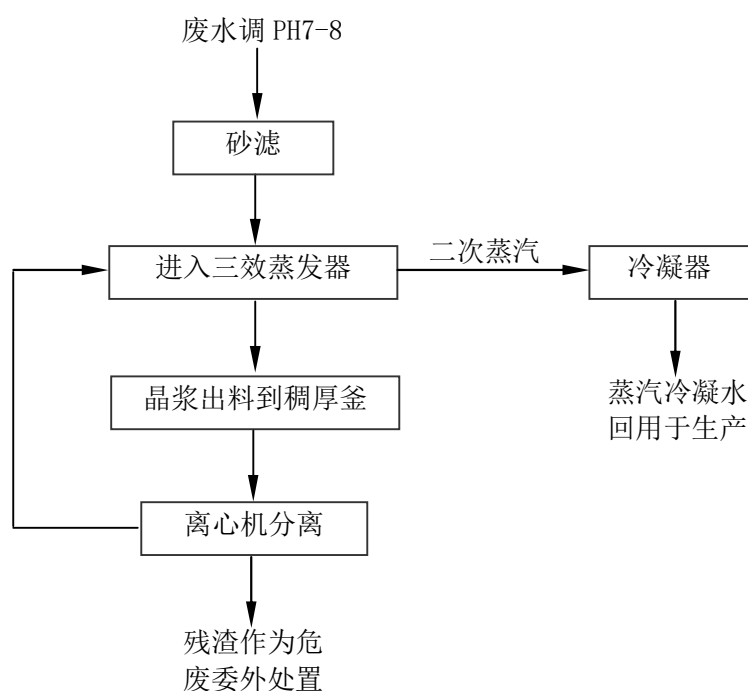 废水调 PH7-8
砂滤
进入三效蒸发器
二次蒸汽
冷凝器
晶浆出料到稠厚釜
蒸汽冷凝水
回用于生产
离心机分离
残渣作为危
废委外处置